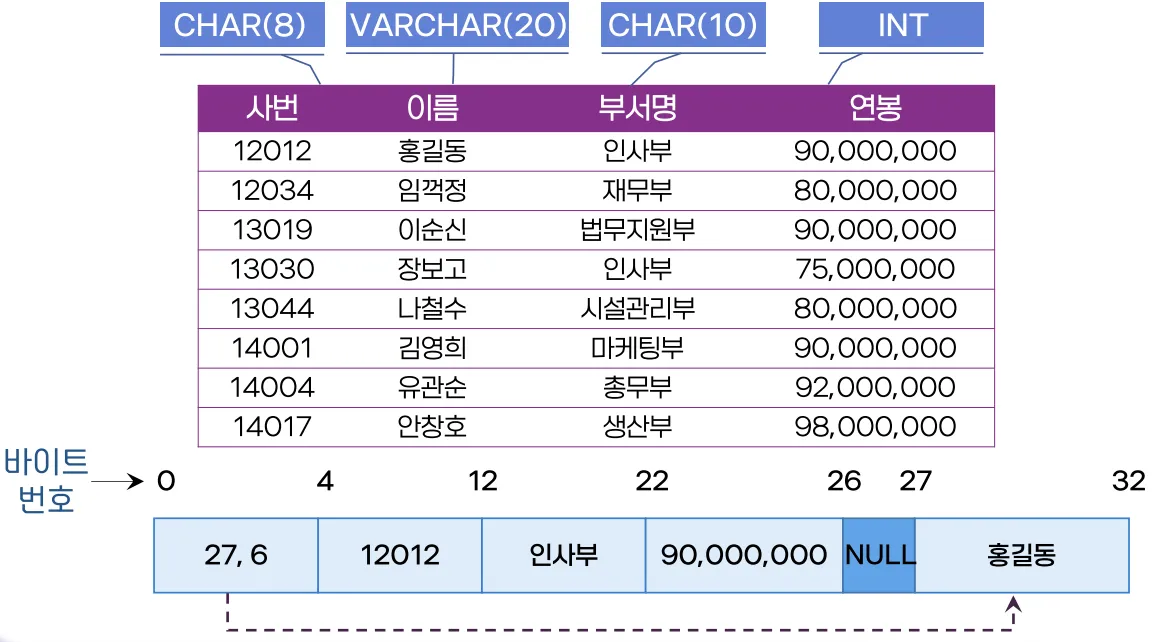 CHAR(8) VARCHAR(20) CHAR(10) INT
사번 이름 부서명 연봉
12012 홍길동 인사부 90,000,000
12034 임꺽정 재무부 80,000,000
13019 이순신 법무지원부 90,000,000
13030 장보고 인사부 75,000,000
13044 나철수 시설관리부 80,000,000
14001 김영희 마케팅부 90,000,000
14004 유관순 총무부 92,000,000
14017 안창호 생산부 98,000,000
바이트
번호
0 4 12 22 26 27 32
27, 6 12012 인사부 90,000,000 NULL 홍길동